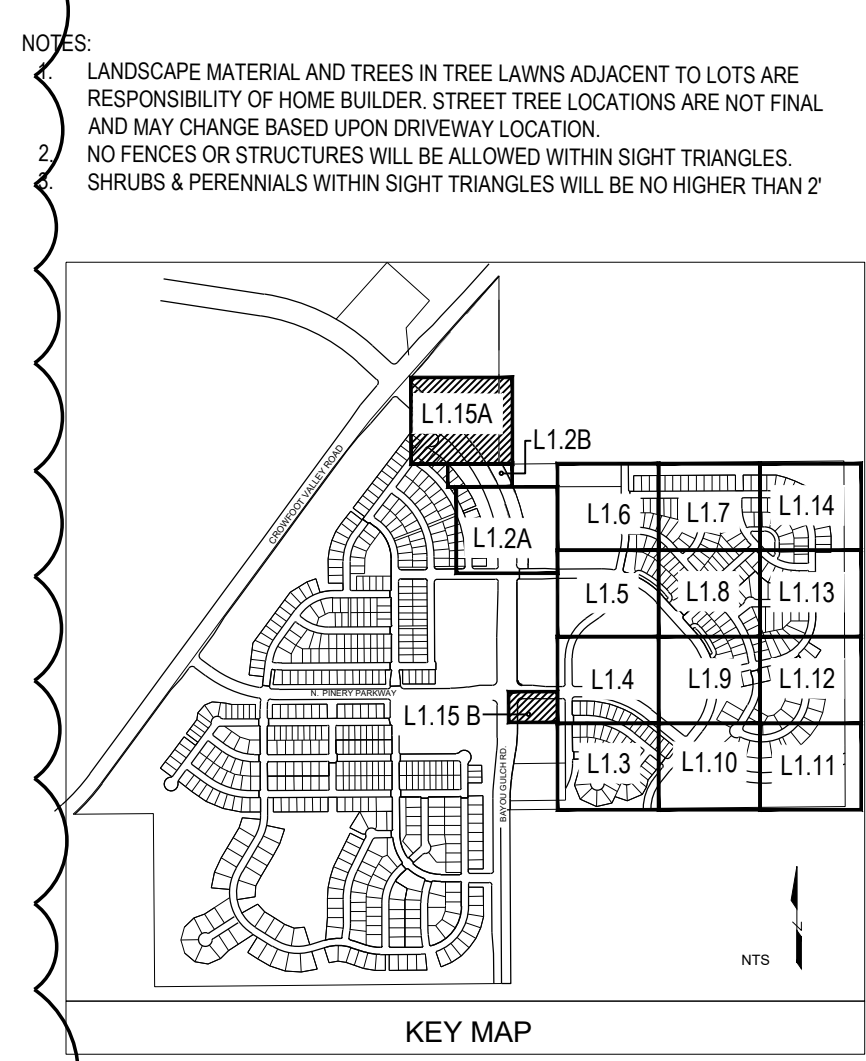 NOTES:
1. LANDSCAPE MATERIAL AND TREES IN TREE LAWNS ADJACENT TO LOTS ARE
RESPONSIBILITY OF HOME BUILDER. STREET TREE LOCATIONS ARE NOT FINAL
AND MAY CHANGE BASED UPON DRIVEWAY LOCATION.
2. NO FENCES OR STRUCTURES WILL BE ALLOWED WITHIN SIGHT TRIANGLES.
3. SHRUBS & PERENNIALS WITHIN SIGHT TRIANGLES WILL BE NO HIGHER THAN 2'
L1.15A
L1.2B
CROWFOOT VALLEY ROAD
L1.2A
L1.6
L1.7
L1.14
L1.5
L1.8
L1.13
N. PINERY PARKWAY
L1.4
L1.9
L1.12
L1.15 B
BAYOU GULCH RD.
L1.3
L1.10
L1.11
NTS
Z
KEY MAP